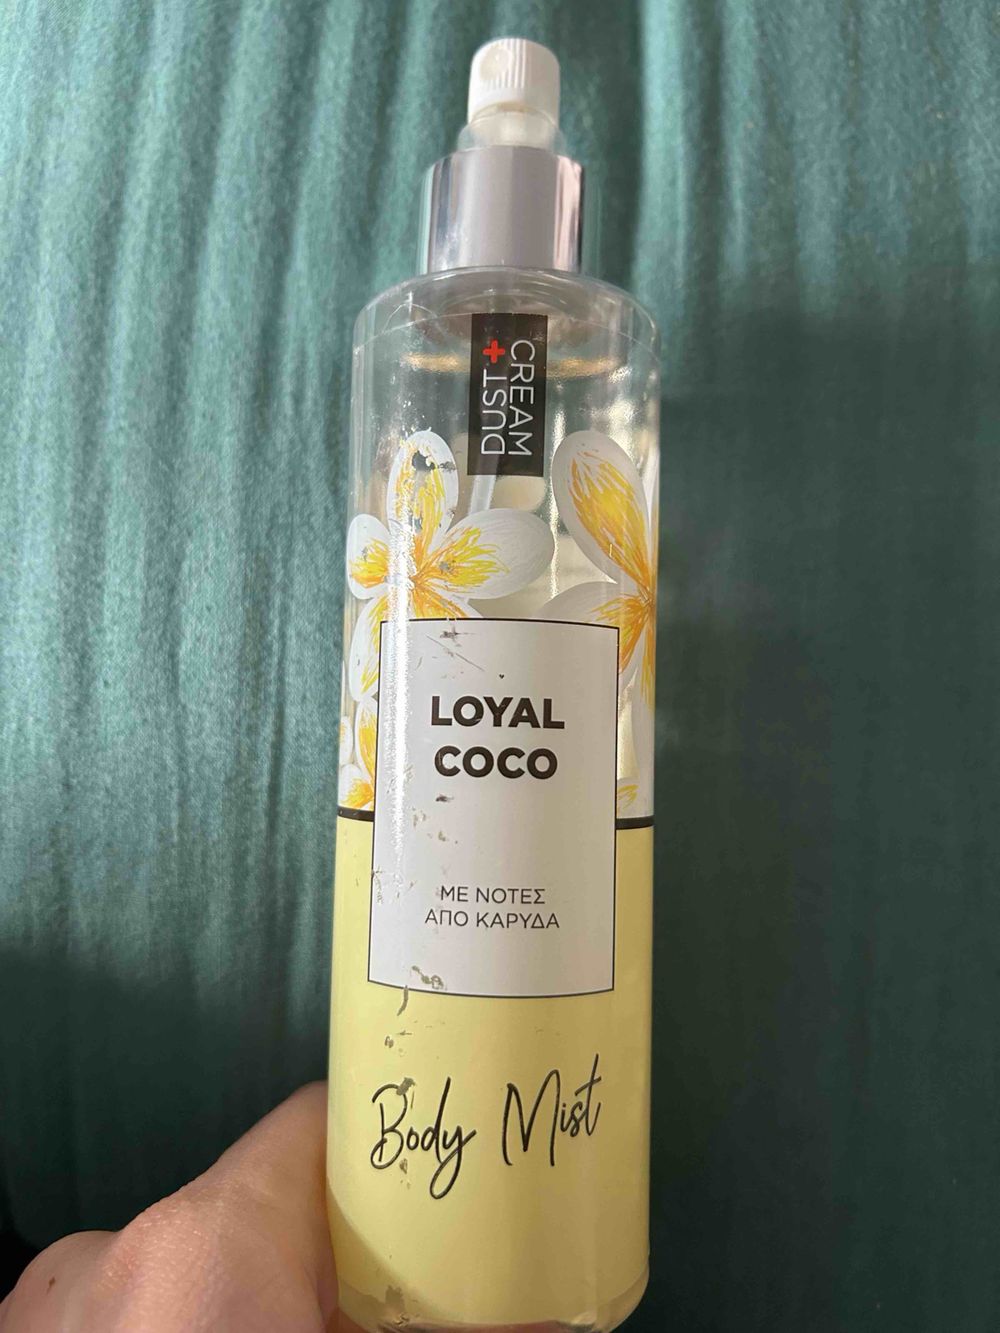 CREAM
+ DUST
LOYAL
COCO
ΜΕ ΝΟΤΕΣ
ΑΠΟ ΚΑΡΥΔΑ
Body Mist